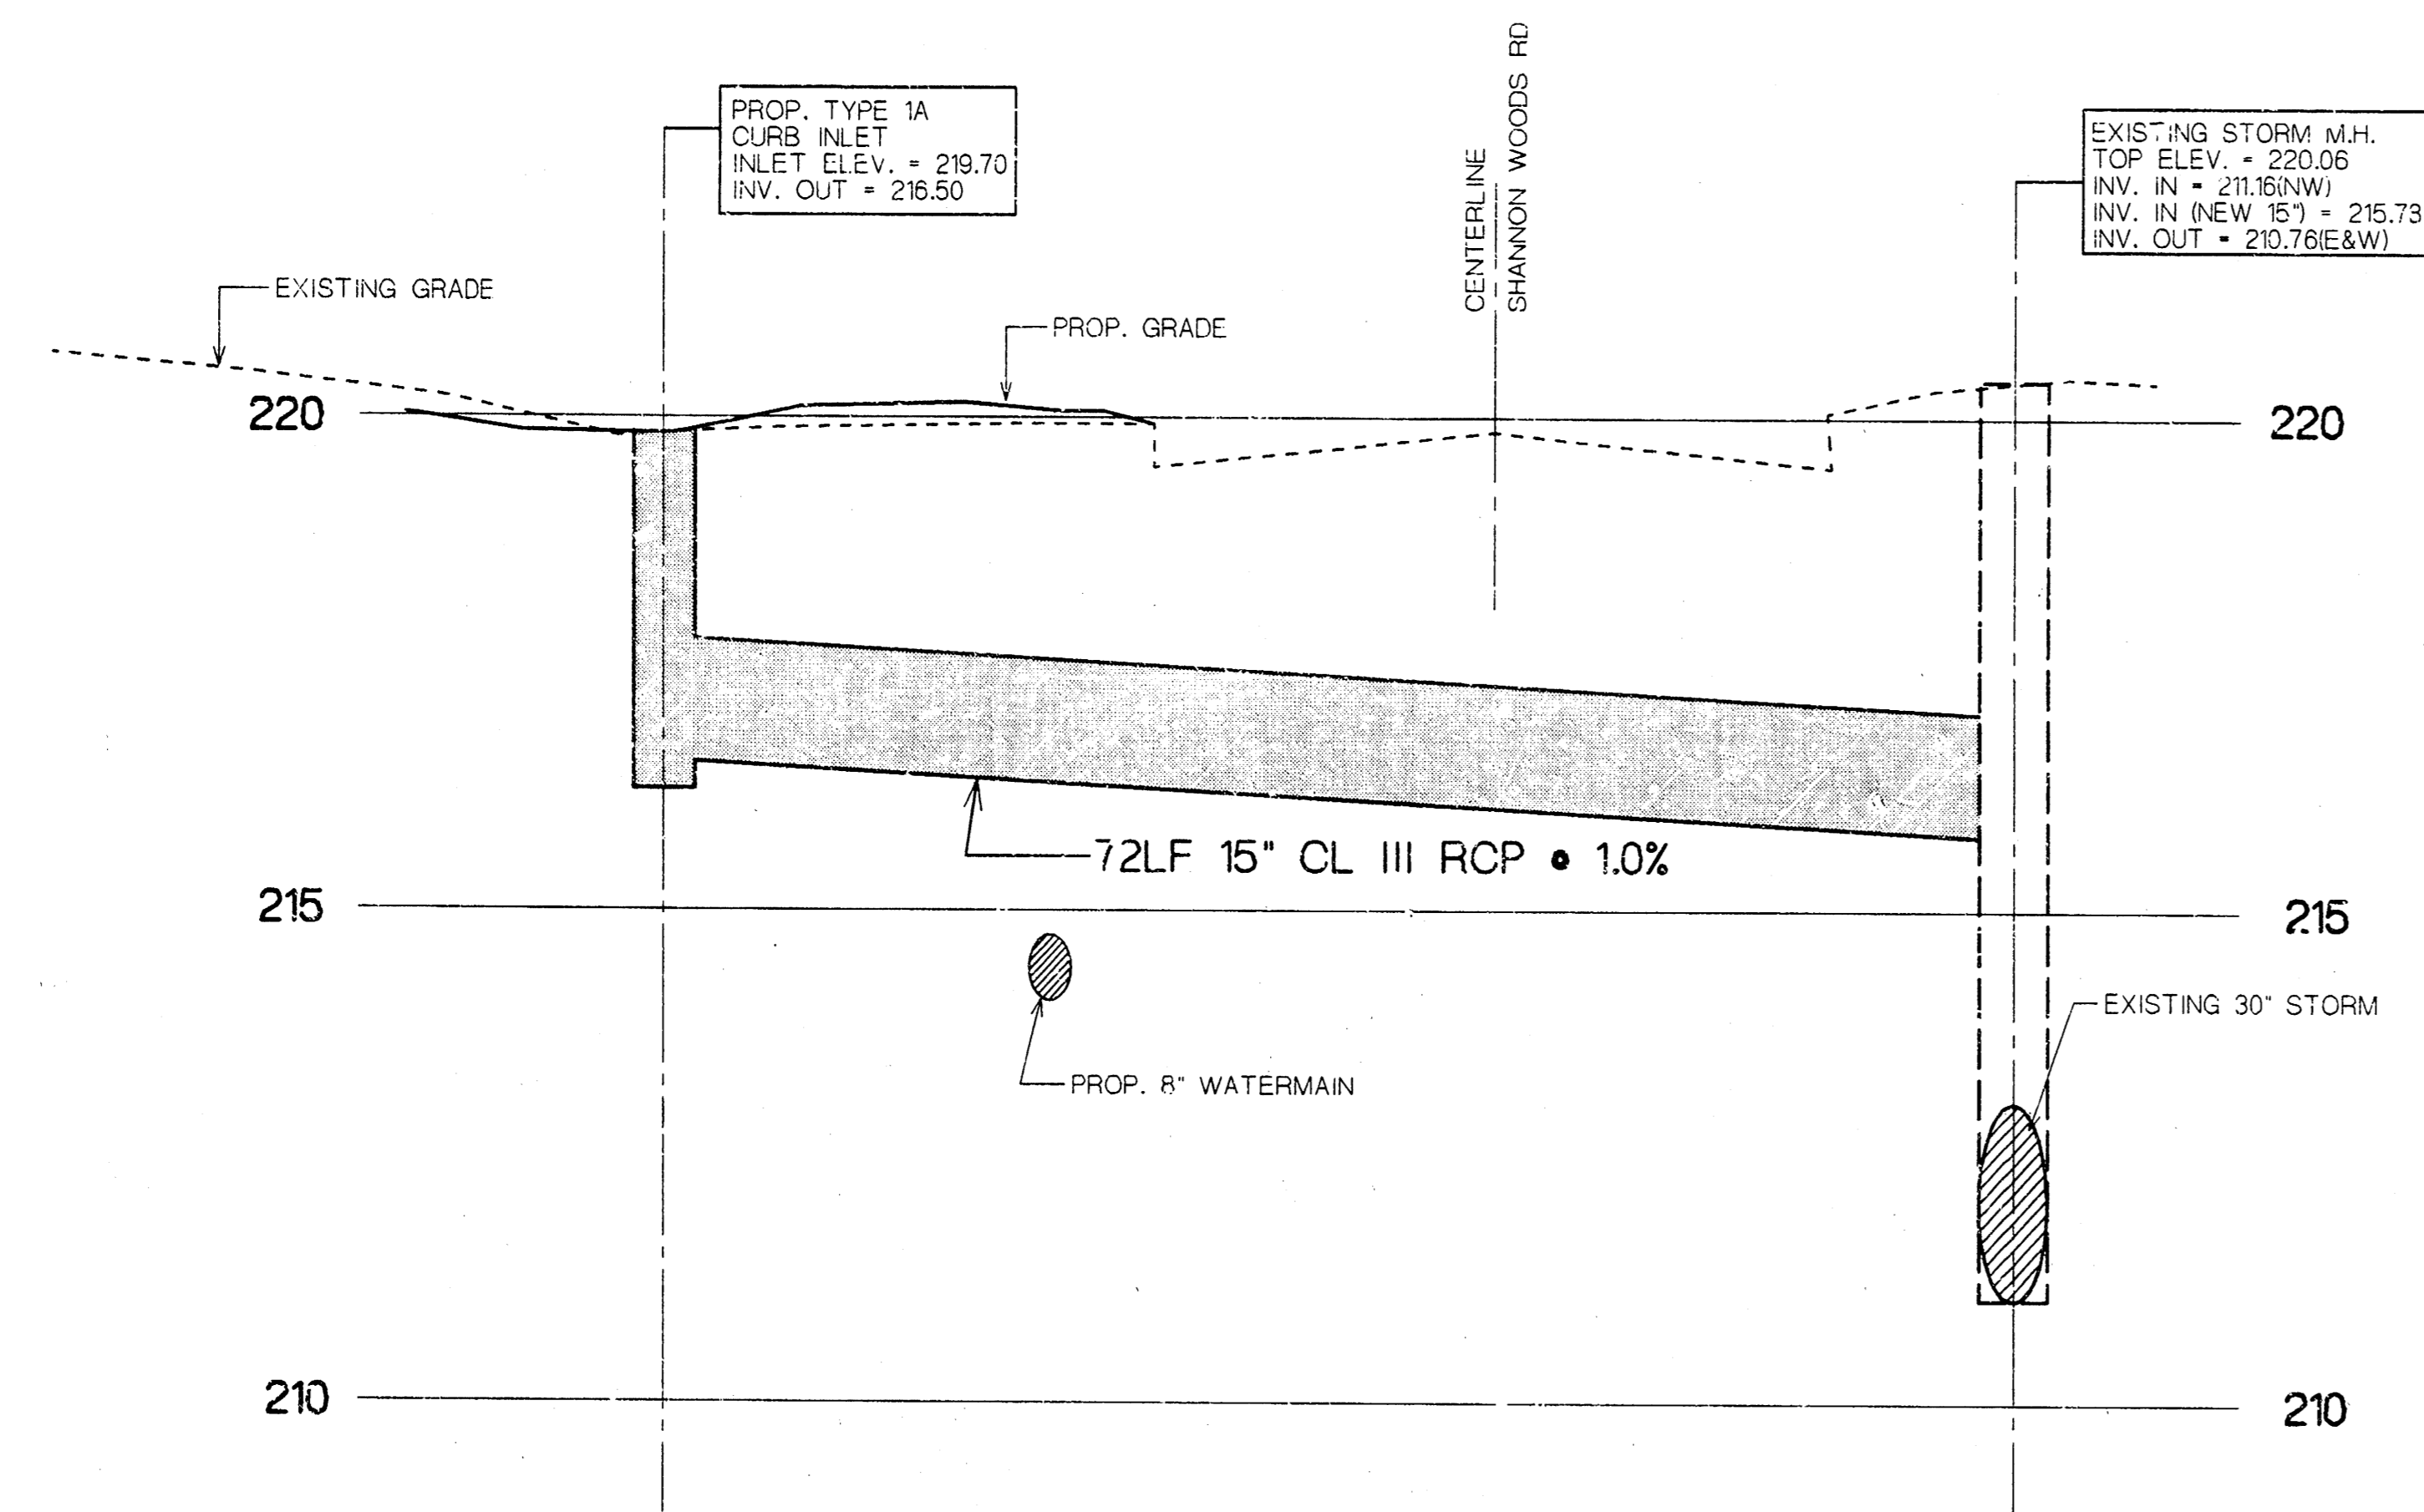 CENTERLINE
SHANNON WOODS RD
PROP. TYPE 1A
CURB INLET
INLET ELEV. = 219.70
INV. OUT = 216.50
EXISTING STORM M.H.
TOP ELEV. = 220.06
INV. IN = 211.16(NW)
INV. IN (NEW 15") = 215.73
INV. OUT = 210.76(E&W)
EXISTING GRADE
PROP. GRADE
220
220
72LF 15" CL III RCP @ 1.0%
215
215
EXISTING 30" STORM
PROP. 8" WATERMAIN
210
210